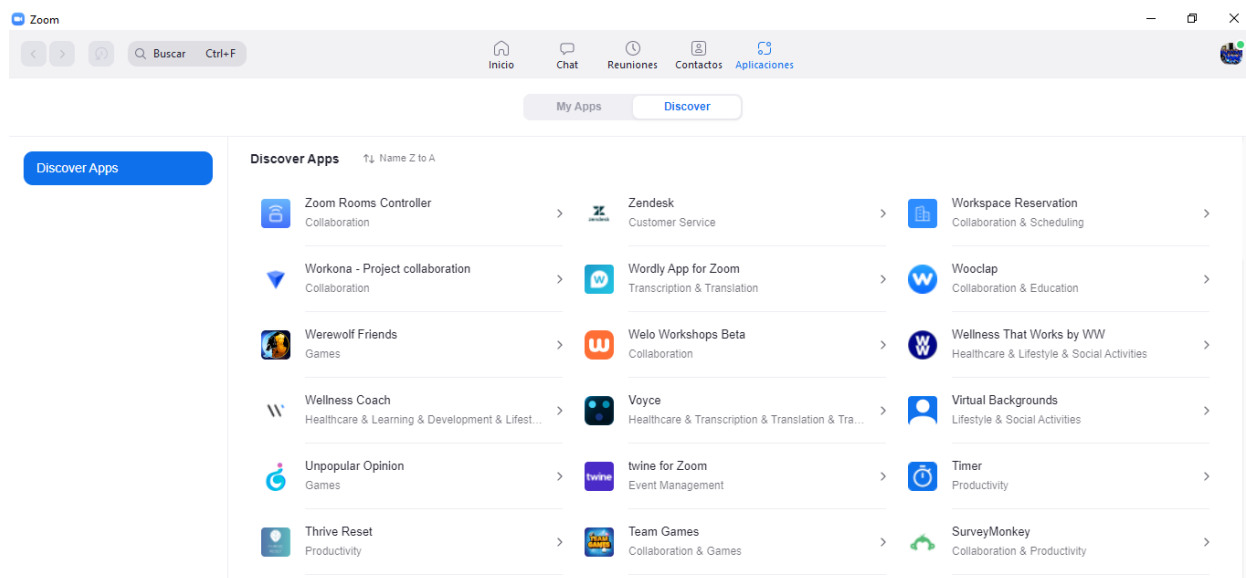 Zoom
Buscar Ctrl+F
Inicio
Chat
Reuniones
Contactos
Aplicaciones
My Apps
Discover
Discover Apps
Discover Apps
Name Z to A
Zoom Rooms Controller
Collaboration
zendesk
Zendesk
Customer Service
Workspace Reservation
Collaboration & Scheduling
Workona - Project collaboration
Collaboration
Wordly App for Zoom
Transcription & Translation
Wooclap
Collaboration & Education
Werewolf Friends
Games
Welo Workshops Beta
Collaboration
Wellness That Works by WW
Healthcare & Lifestyle & Social Activities
Wellness Coach
Healthcare & Learning & Development & Lifest...
Voyce
Healthcare & Transcription & Translation & Tra...
Virtual Backgrounds
Lifestyle & Social Activities
Unpopular Opinion
Games
twine
twine for Zoom
Event Management
Timer
Productivity
Thrive Reset
Productivity
TEAM GAMES
Team Games
Collaboration & Games
SurveyMonkey
Collaboration & Productivity